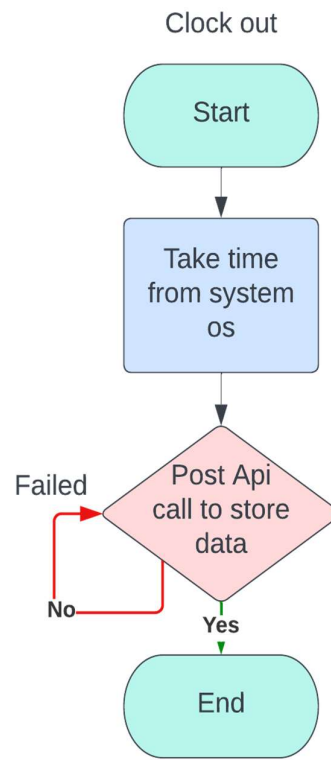 Clock out
Start
Take time
from system
os
Failed
Post Api
call to store
data
No
Yes
End